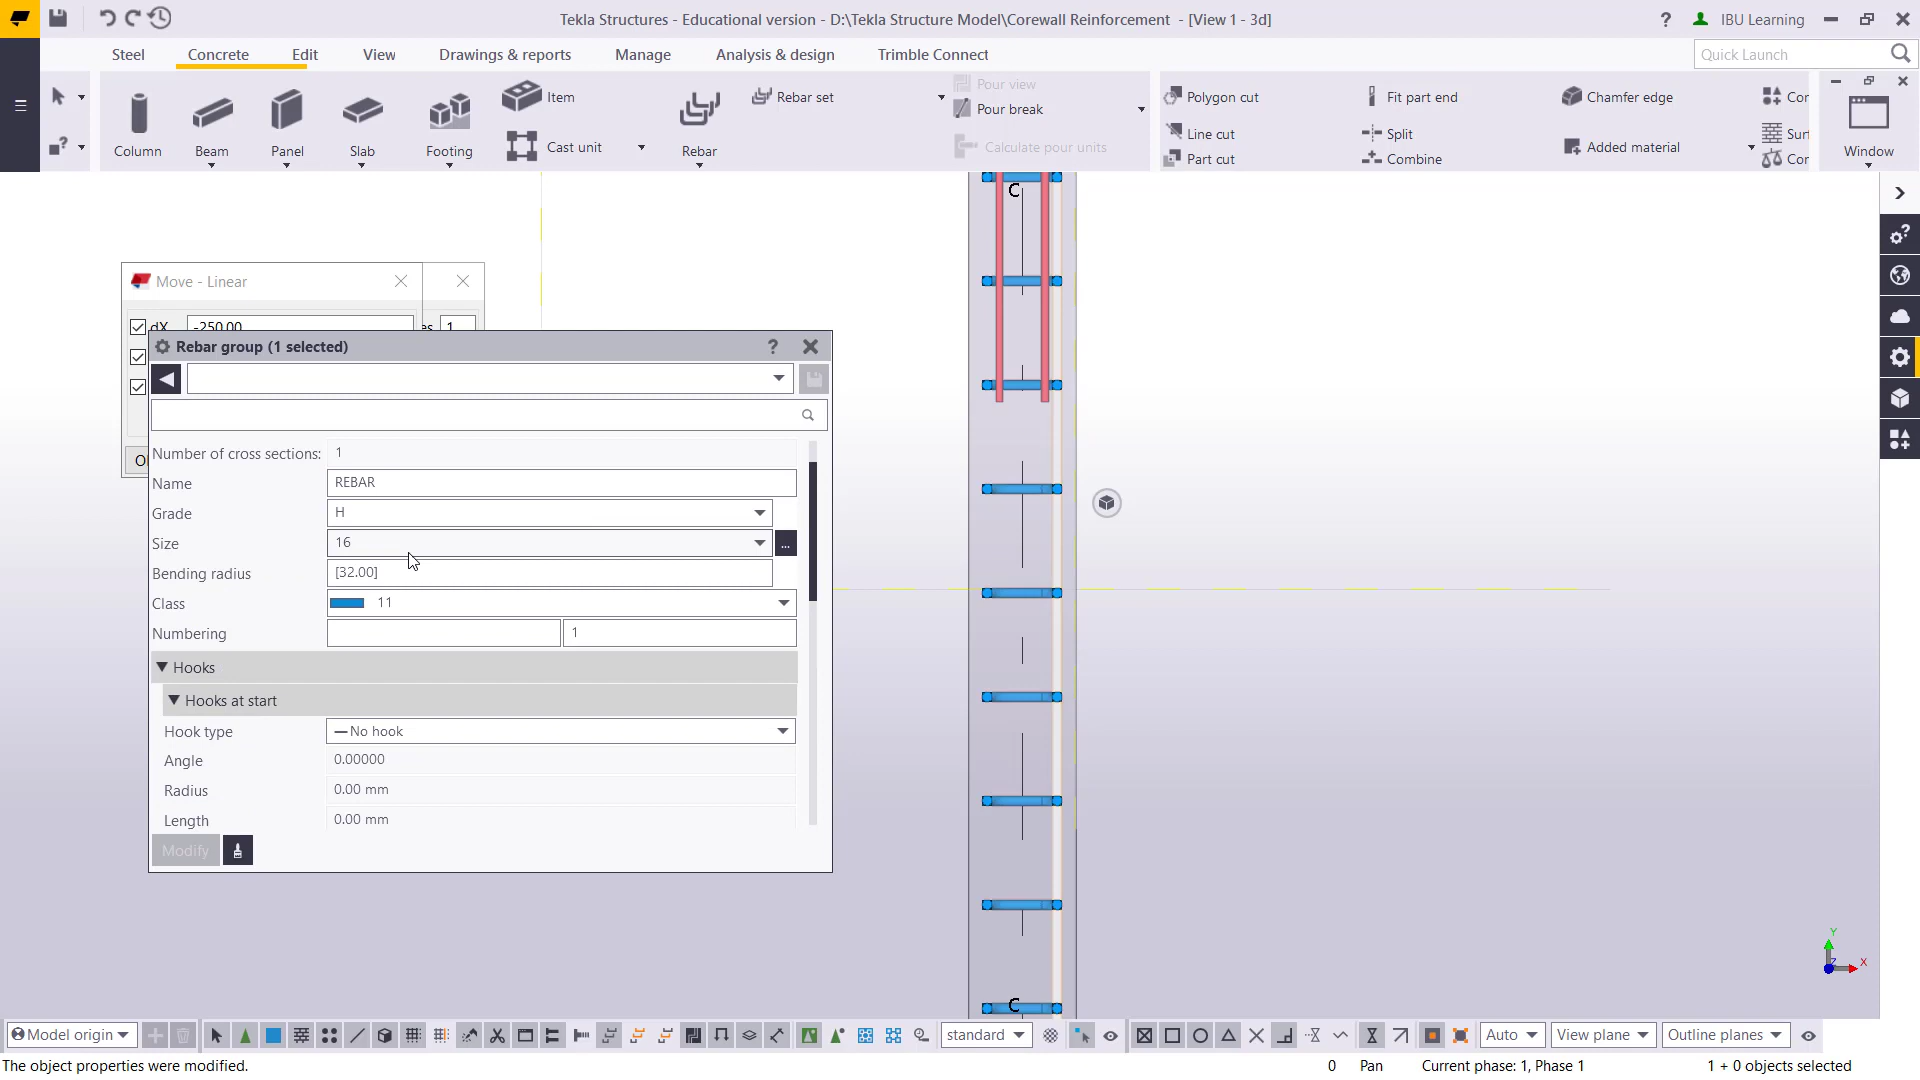 Tekla Structures - Educational version - D:\Tekla Structure Model\Corewall Reinforcement - [View 1 - 3d]
? IBU Learning
Steel Concrete Edit View Drawings & reports Manage Analysis & design Trimble Connect
Quick Launch
Column
Beam
Panel
Slab
Footing
Item
Cast unit
Rebar
Rebar set
Pour view
Pour break
Calculate pour units
Polygon cut
Line cut
Part cut
Fit part end
Split
Combine
Chamfer edge
Added material
Cor
Surf
Cor
Window
Move - Linear
dX -250.00
es 1
Rebar group (1 selected)
?
Number of cross sections: 1
Name REBAR
Grade H
Size 16 ...
Bending radius [32.00]
Class 11
Numbering 1
Hooks
Hooks at start
Hook type No hook
Angle 0.00000
Radius 0.00 mm
Length 0.00 mm
Modify
C
C
Y
X
Model origin
standard
Auto
View plane
Outline planes
The object properties were modified.
0 Pan Current phase: 1, Phase 1 1 + 0 objects selected